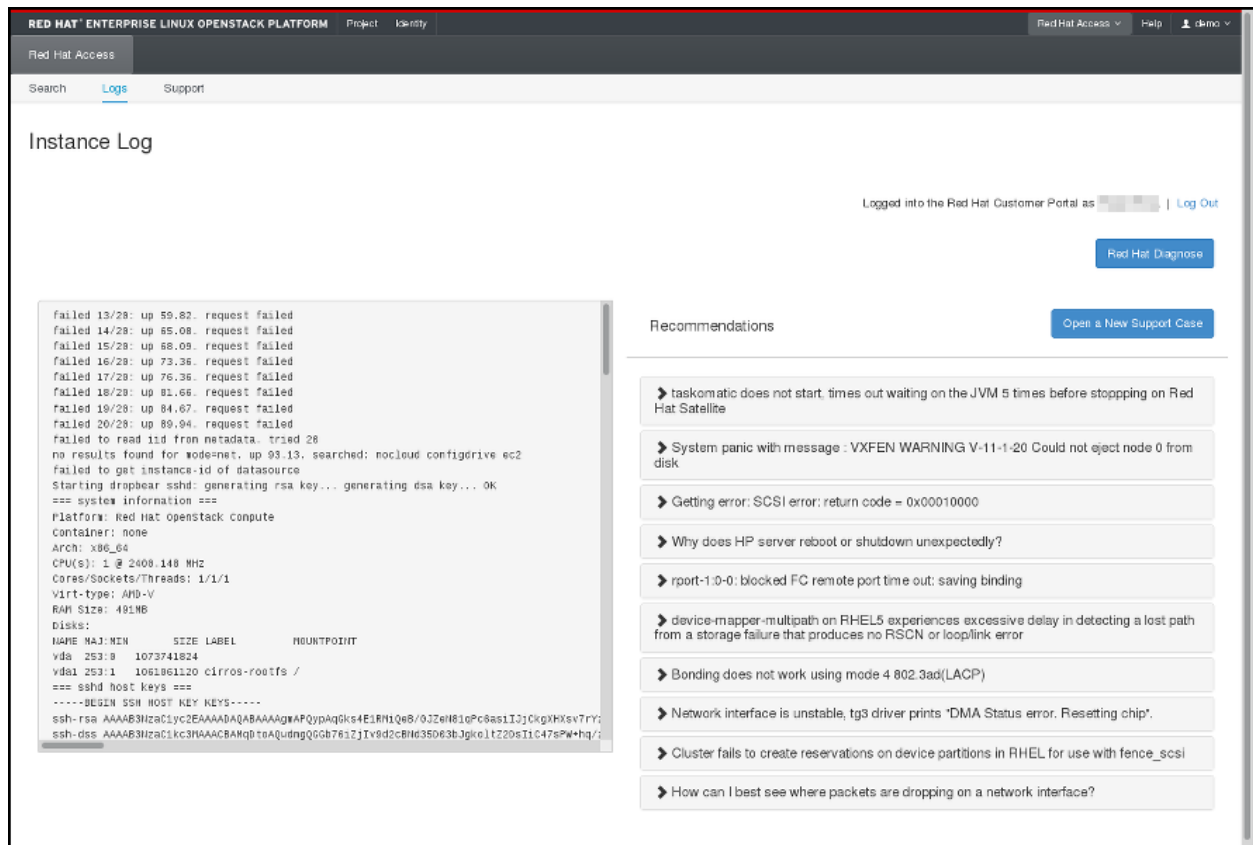 RED HAT® ENTERPRISE LINUX OPENSTACK PLATFORM Project Identity Red Hat Access Help demo
Red Hat Access
Search Logs Support
Instance Log
Logged into the Red Hat Customer Portal as | Log Out
Red Hat Diagnose
failed 13/20: up 59.82. request failed
failed 14/20: up 65.08. request failed
failed 15/20: up 68.09. request failed
failed 16/20: up 73.36. request failed
failed 17/20: up 76.36. request failed
failed 18/20: up 81.66. request failed
failed 19/20: up 84.67. request failed
failed 20/20: up 89.94. request failed
failed to read iid from metadata. tried 20
no results found for mode=net. up 93.13. searched: nocloud configdrive ec2
failed to get instance-id of datasource
Starting dropbear sshd: generating rsa key... generating dsa key... OK
=== system information ===
Platform: Red Hat OpenStack Compute
Container: none
Arch: x86_64
CPU(s): 1 @ 2400.148 MHz
Cores/Sockets/Threads: 1/1/1
Virt-type: AMD-V
RAM Size: 491MB
Disks:
NAME MAJ:MIN SIZE LABEL MOUNTPOINT
vda 253:0 1073741824
vda1 253:1 1061061120 cirros-rootfs /
=== sshd host keys ===
-----BEGIN SSH HOST KEY KEYS-----
ssh-rsa
ssh-dss
Recommendations
Open a New Support Case
taskomatic does not start, times out waiting on the JVM 5 times before stoppping on Red
Hat Satellite
System panic with message : VXFEN WARNING V-11-1-20 Could not eject node 0 from
disk
Getting error: SCSI error: return code = 0x00010000
Why does HP server reboot or shutdown unexpectedly?
rport-1:0-0: blocked FC remote port time out: saving binding
device-mapper-multipath on RHEL5 experiences excessive delay in detecting a lost path
from a storage failure that produces no RSCN or loop/link error
Bonding does not work using mode 4 802.3ad(LACP)
Network interface is unstable, tg3 driver prints "DMA Status error. Resetting chip".
Cluster fails to create reservations on device partitions in RHEL for use with fence_scsi
How can I best see where packets are dropping on a network interface?